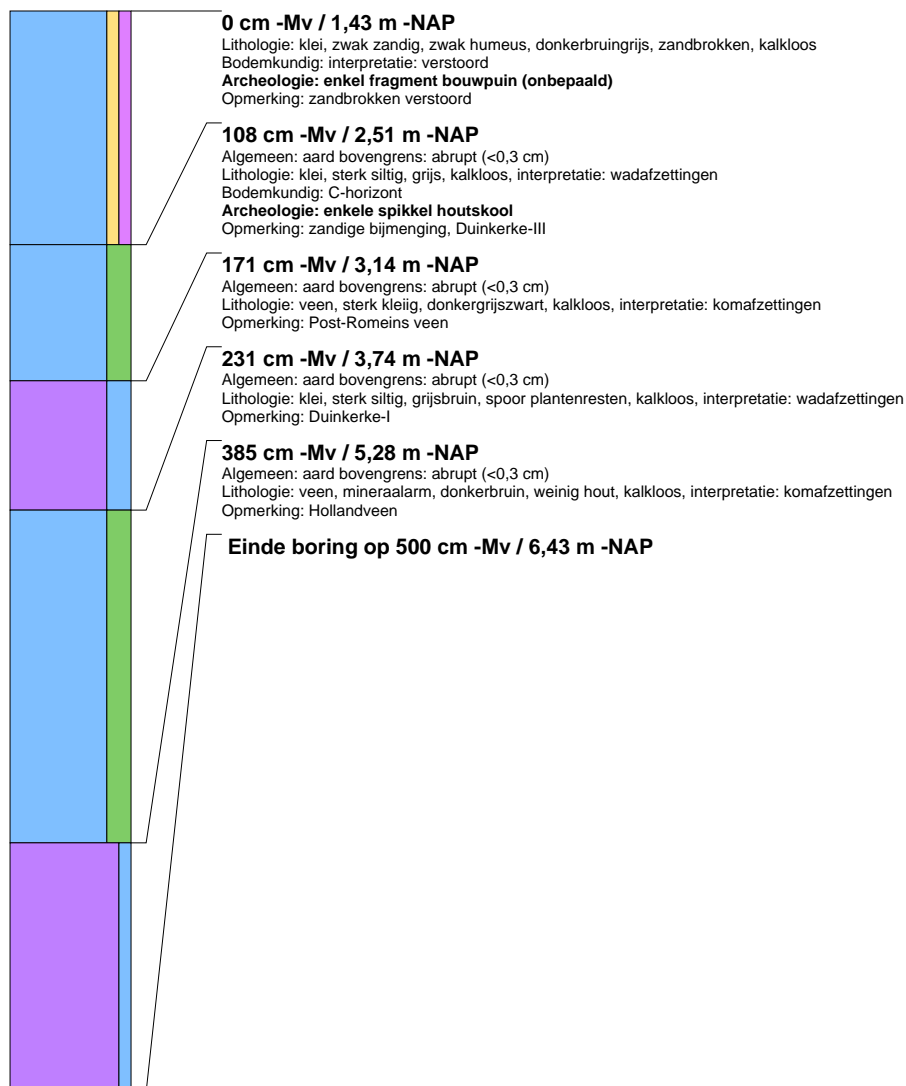 0 cm -Mv / 1,43 m -NAP
Lithologie: klei, zwak zandig, zwak humeus, donkerbruingrijs, zandbrokken, kalkloos
Bodemkundig: interpretatie: verstoord
Archeologie: enkel fragment bouwpuin (onbepaald)
Opmerking: zandbrokken verstoord
108 cm -Mv / 2,51 m -NAP
Algemeen: aard bovengrens: abrupt (<0,3 cm)
Lithologie: klei, sterk siltig, grijs, kalkloos, interpretatie: wadafzettingen
Bodemkundig: C-horizont
Archeologie: enkele spikkel houtskool
Opmerking: zandige bijmenging, Duinkerke-III
171 cm -Mv / 3,14 m -NAP
Algemeen: aard bovengrens: abrupt (<0,3 cm)
Lithologie: veen, sterk kleiig, donkergrijszwart, kalkloos, interpretatie: komafzettingen
Opmerking: Post-Romeins veen
231 cm -Mv / 3,74 m -NAP
Algemeen: aard bovengrens: abrupt (<0,3 cm)
Lithologie: klei, sterk siltig, grijsbruin, spoor plantenresten, kalkloos, interpretatie: wadafzettingen
Opmerking: Duinkerke-I
385 cm -Mv / 5,28 m -NAP
Algemeen: aard bovengrens: abrupt (<0,3 cm)
Lithologie: veen, mineraalarm, donkerbruin, weinig hout, kalkloos, interpretatie: komafzettingen
Opmerking: Hollandveen
Einde boring op 500 cm -Mv / 6,43 m -NAP